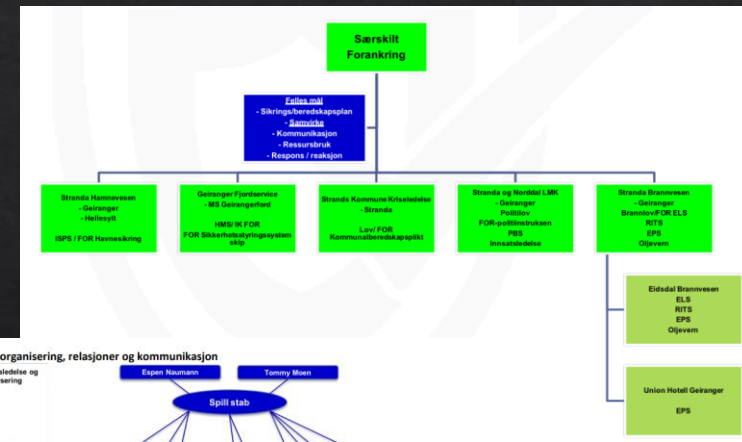 Særskilt
Forankring
Felles mål
- Sikrings/beredskapsplan
- Samvirke
- Kommunikasjon
- Ressursbruk
- Respons / reaksjon
Stranda Hamnevesen
- Geiranger
- Hellesylt
ISPS / FOR Havnesikring
Geiranger Fjordservice
- MS Geirangerfjord
HMS/ IK FOR
FOR Sikkerhetsstyringssystem
skip
Strands Kommune Kriseledelse
- Stranda
Lov/ FOR
Kommunalberedskapsplikt
Stranda og Norddal LMK
- Geiranger
Politilov
FOR-politiinstruksen
PBS
Innsatsledelse
Stranda Brannvesen
- Geiranger
Brannlov/FOR ELS
RITS
EPS
Oljevern
Eidsdal Brannvesen
ELS
RITS
EPS
Oljevern
Union Hotell Geiranger
EPS
organisering, relasjoner og kommunikasjon
Espen Naumann
Tommy Moen
Spill stab